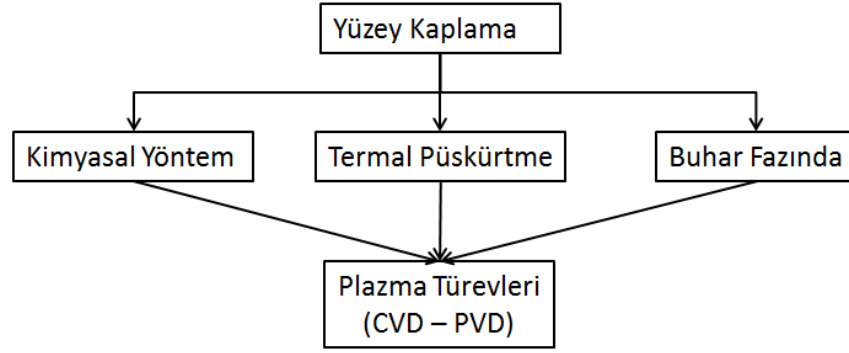 Yüzey Kaplama
Kimyasal Yöntem
Termal Püskürtme
Buhar Fazında
Plazma Türevleri
(CVD – PVD)